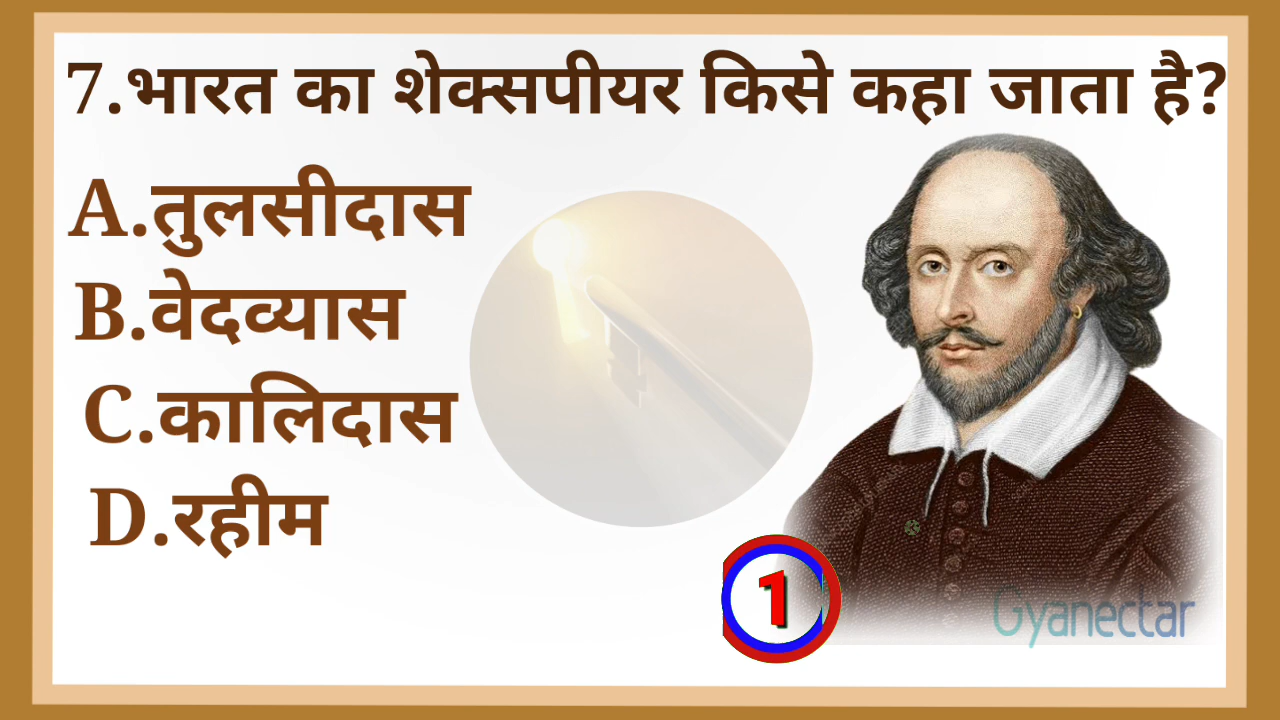 7.भारत का शेक्सपीयर किसे कहा जाता है?
A.तुलसीदास
B.वेदव्यास
C.कालिदास
D.रहीम
1
Gyanectar